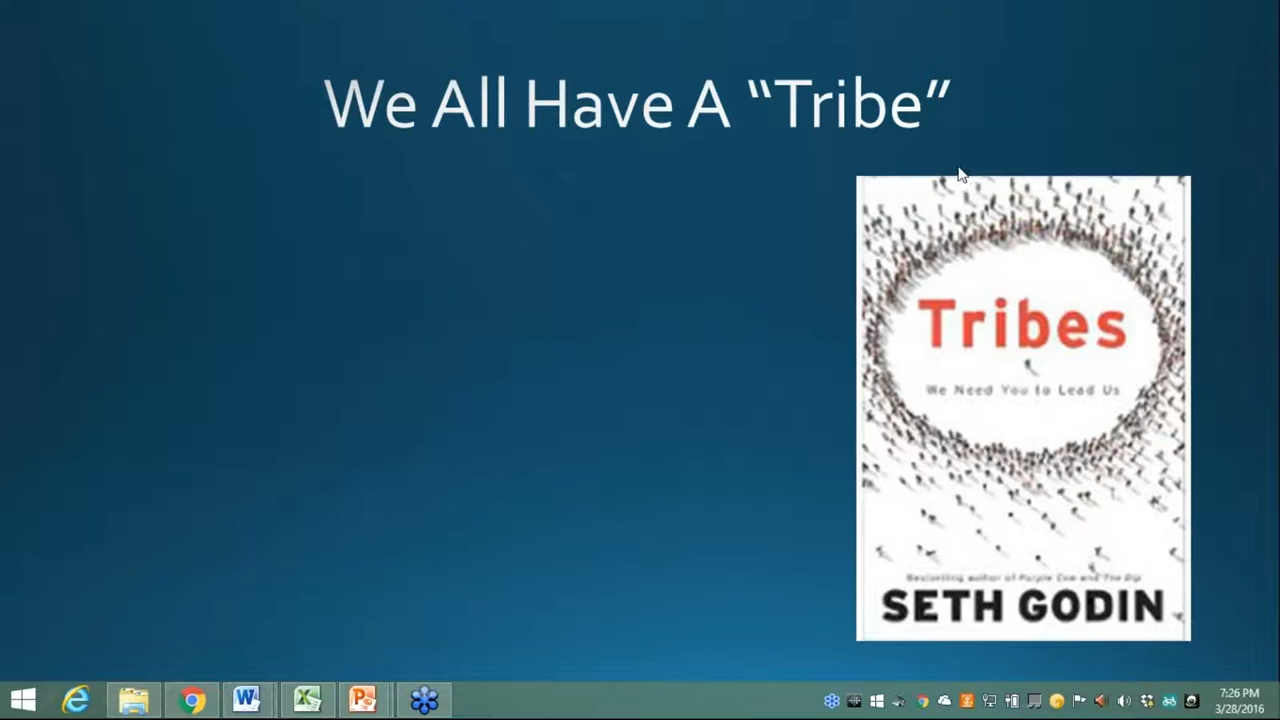 We All Have A “Tribe”
Tribes
We Need You to Lead Us
Bestselling author of Purple Cow and The Dip
SETH GODIN
7:26 PM
3/28/2016